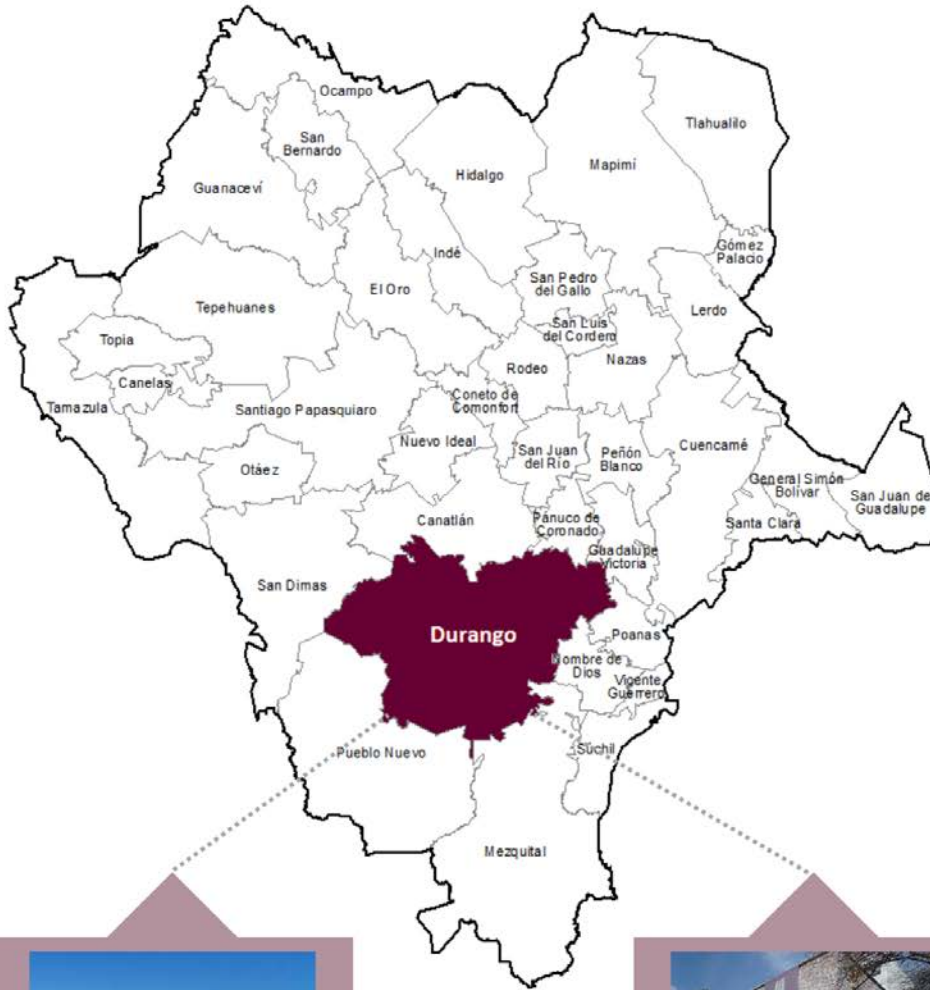 Ocampo
Tlahualilo
San
Bernardo
Mapimí
Hidalgo
Guanaceví
Gómez
Palacio
Indé
San Pedro
del Gallo
El Oro
Tepehuanes
Lerdo
San Luis
del Cordero
Topia
Nazas
Rodeo
Canelas
Coneto de
Comonfort
Tamazula
Santiago Papasquiaro
Nuevo Ideal
San Juan
del Río
Peñón
Blanco
Cuencamé
Otáez
General Simón
Bolívar
San Juan de
Guadalupe
Canatlán
Pánuco de
Coronado
Santa Clara
Guadalupe
Victoria
San Dimas
Durango
Poanas
Nombre de
Dios
Vicente
Guerrero
Pueblo Nuevo
Súchil
Mezquital